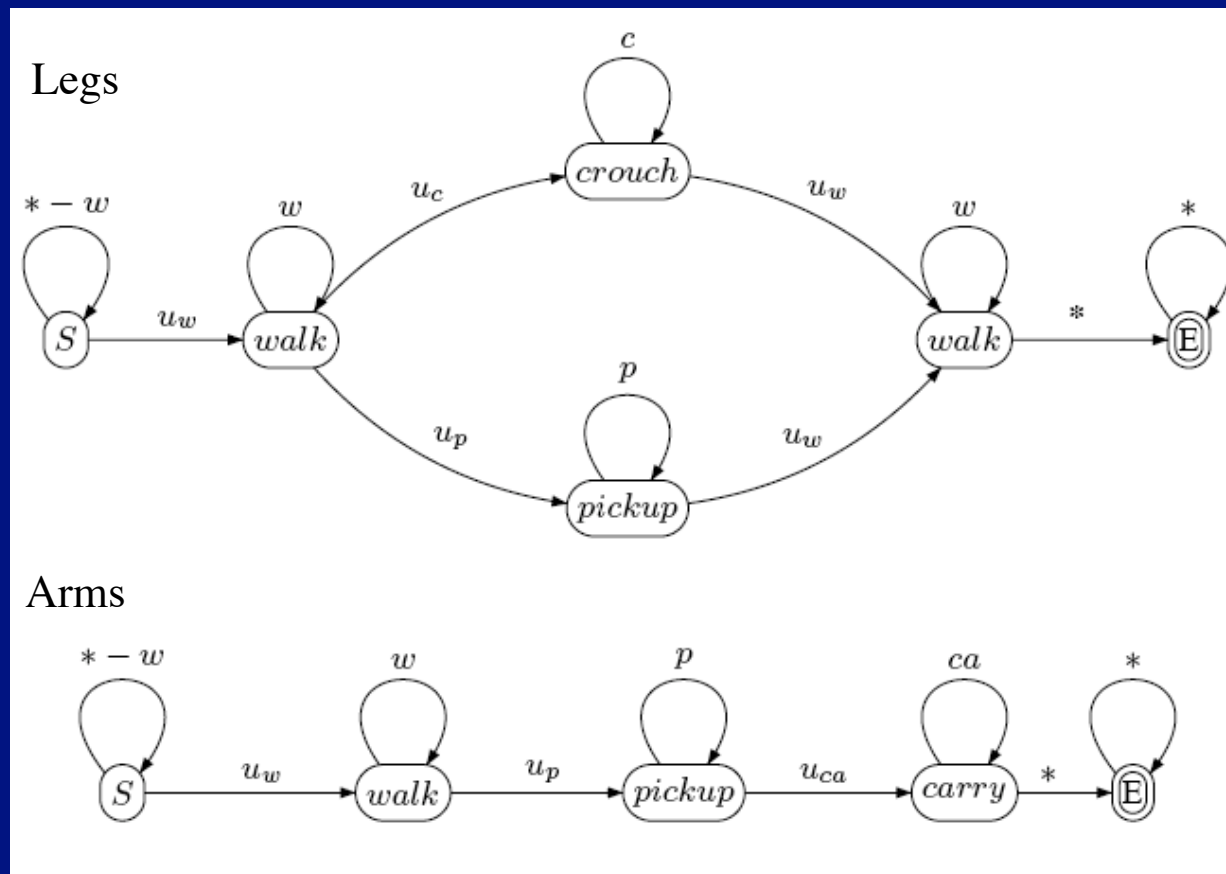 c
Legs
* − w
w
u_c
crouch
u_w
w
*
S
u_w
walk
walk
*
E
p
u_p
u_w
pickup
Arms
* − w
w
p
ca
*
S
u_w
walk
u_p
pickup
u_ca
carry
*
E